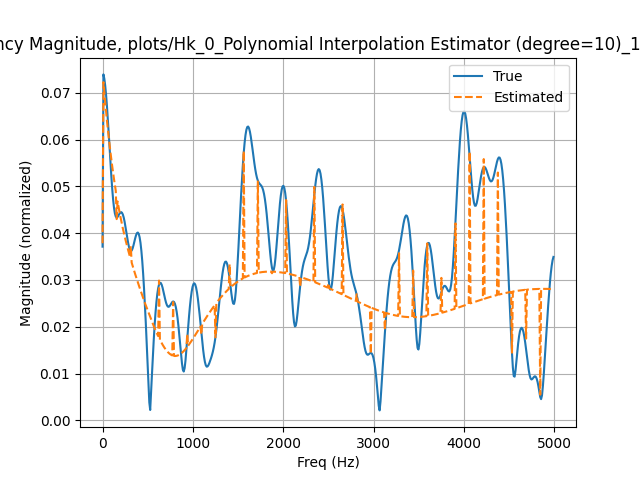 ncy Magnitude, plots/Hk_0_Polynomial Interpolation Estimator (degree=10)_1
True
Estimated
Magnitude (normalized)
0.07
0.06
0.05
0.04
0.03
0.02
0.01
0.00
0
1000
2000
3000
4000
5000
Freq (Hz)